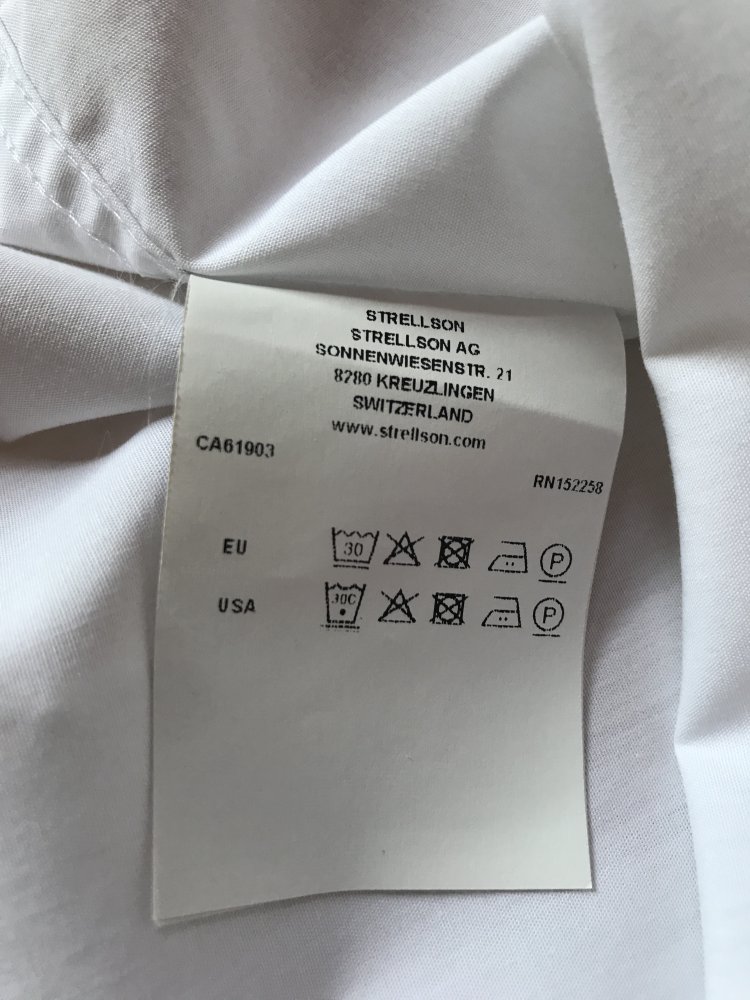 STRELLSON
STRELLSON AG
SONNENWIESENSTR. 21
8280 KREUZLINGEN
SWITZERLAND
www.strellson.com
CA61903
RN152258
EU 30 P
USA 30C P